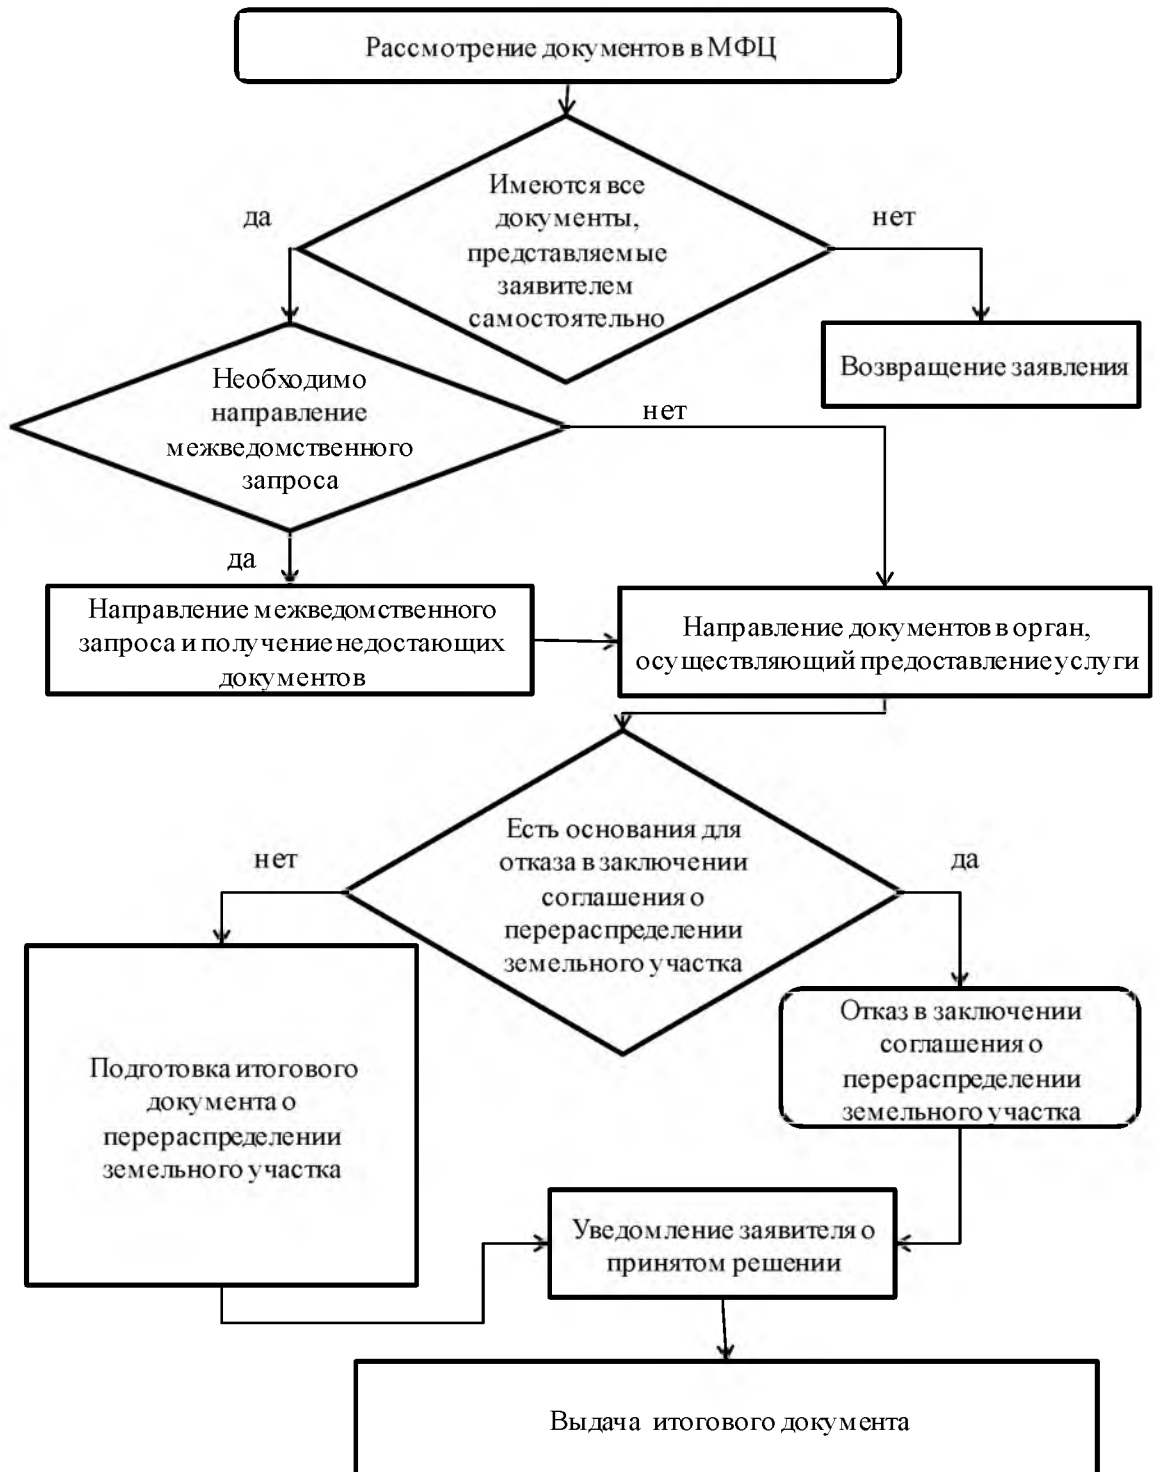 Рассмотрение документов в МФЦ
Имеются все
документы,
представляемые
заявителем
самостоятельно
да
нет
Возвращение заявления
Необходимо
направление
межведомственного
запроса
нет
да
Направление межведомственного
запроса и получение недостающих
документов
Направление документов в орган,
осуществляющий предоставление услуги
Есть основания для
отказа в заключении
соглашения о
перераспределении
земельного участка
нет
да
Подготовка итогового
документа о
перераспределении
земельного участка
Отказ в заключении
соглашения о
перераспределении
земельного участка
Уведомление заявителя о
принятом решении
Выдача итогового документа